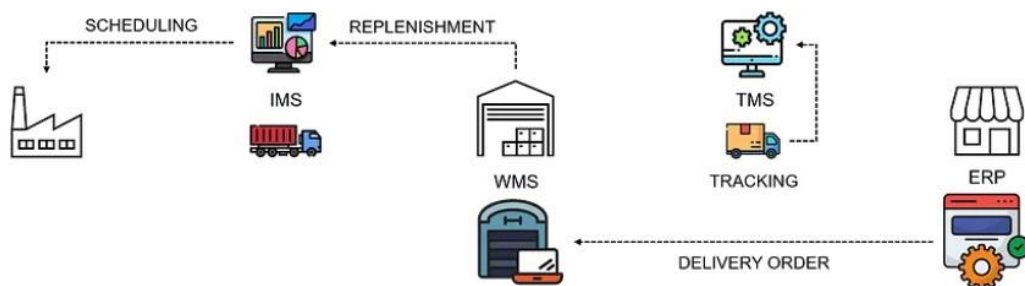 SCHEDULING
REPLENISHMENT
IMS
TMS
WMS
TRACKING
ERP
DELIVERY ORDER